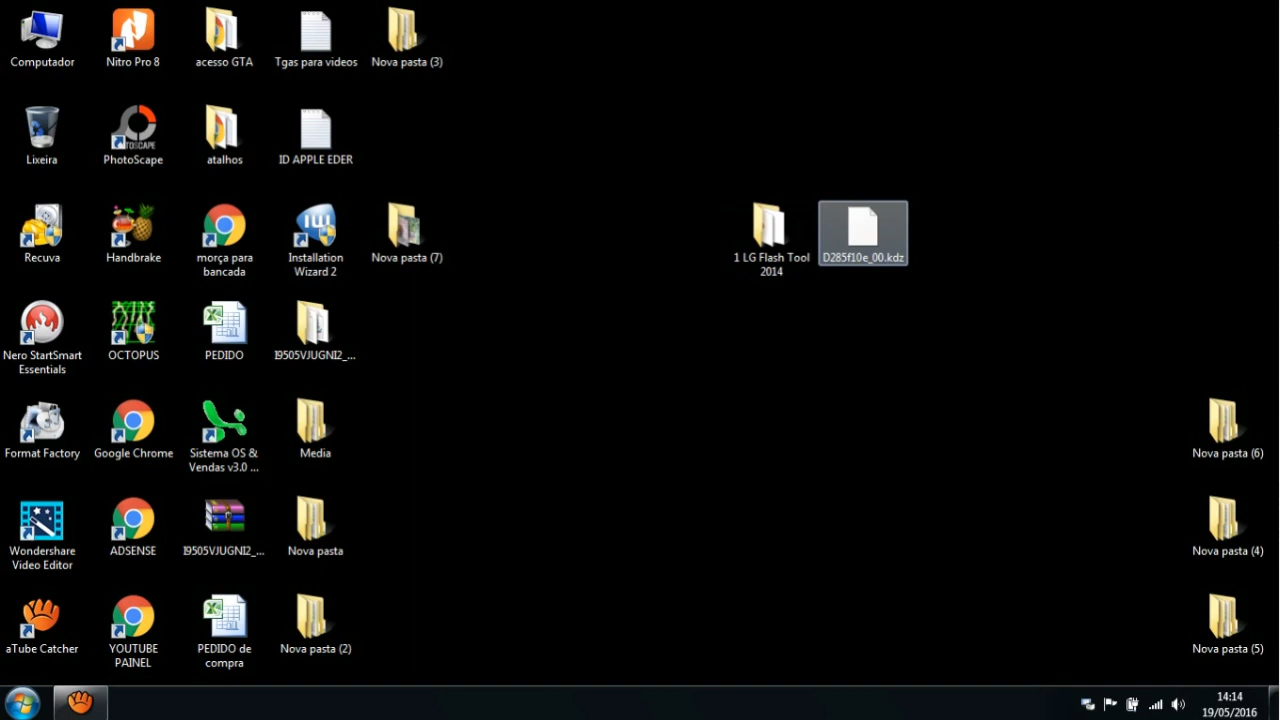 Computador
Nitro Pro 8
acesso GTA
Tgas para videos
Nova pasta (3)
Lixeira
PhotoScape
atalhos
ID APPLE EDER
Recuva
Handbrake
morça para
bancada
Installation
Wizard 2
Nova pasta (7)
1 LG Flash Tool
2014
D285f10e_00.kdz
Nero StartSmart
Essentials
OCTOPUS
PEDIDO
I9505VJUGNI2_...
Format Factory
Google Chrome
Sistema OS &
Vendas v3.0 ...
Media
Nova pasta (6)
Wondershare
Video Editor
ADSENSE
I9505VJUGNI2_...
Nova pasta
Nova pasta (4)
aTube Catcher
YOUTUBE
PAINEL
PEDIDO de
compra
Nova pasta (2)
Nova pasta (5)
14:14
19/05/2016